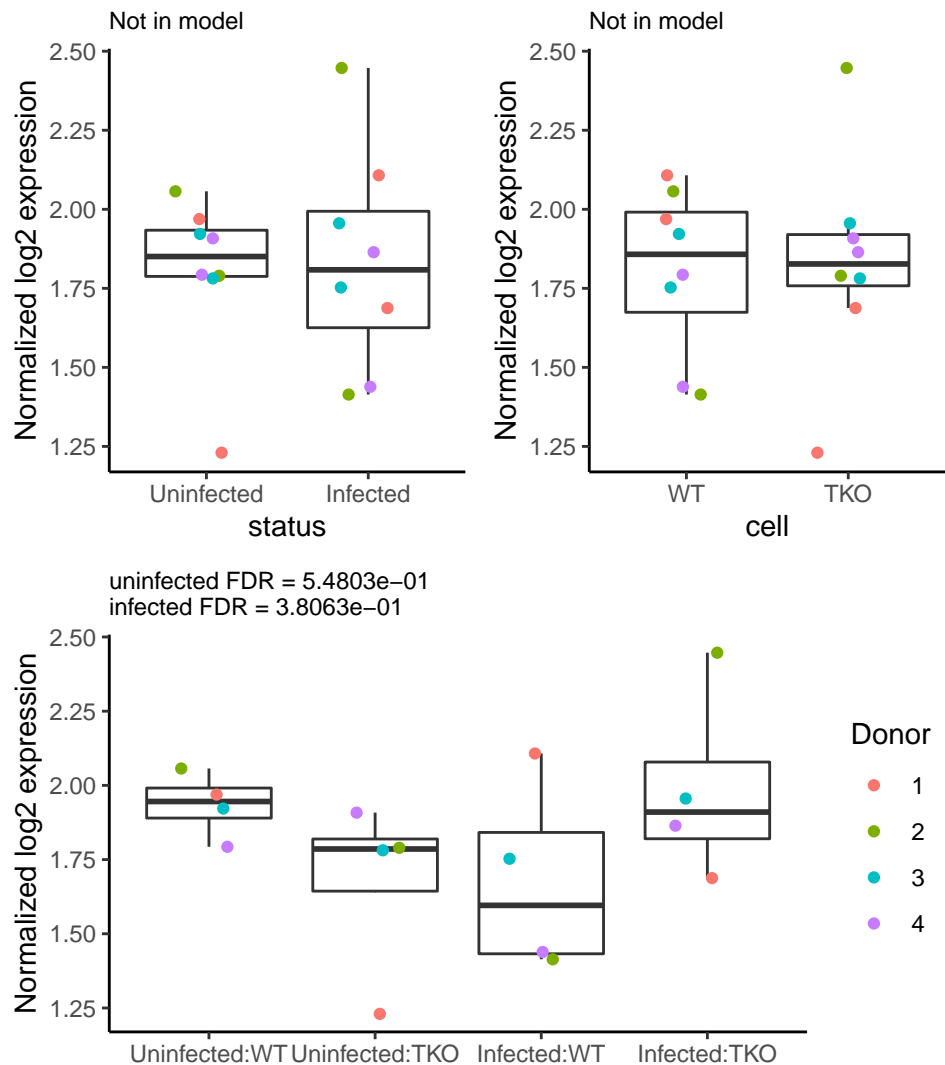 Not in model
2.50
2.25
2.00
1.75
1.50
1.25
Normalized log2 expression
Uninfected
Infected
status
Not in model
2.50
2.25
2.00
1.75
1.50
1.25
Normalized log2 expression
WT
TKO
cell
uninfected FDR = 5.4803e−01
infected FDR = 3.8063e−01
2.50
2.25
2.00
1.75
1.50
1.25
Normalized log2 expression
Uninfected:WT
Uninfected:TKO
Infected:WT
Infected:TKO
Donor
1
2
3
4